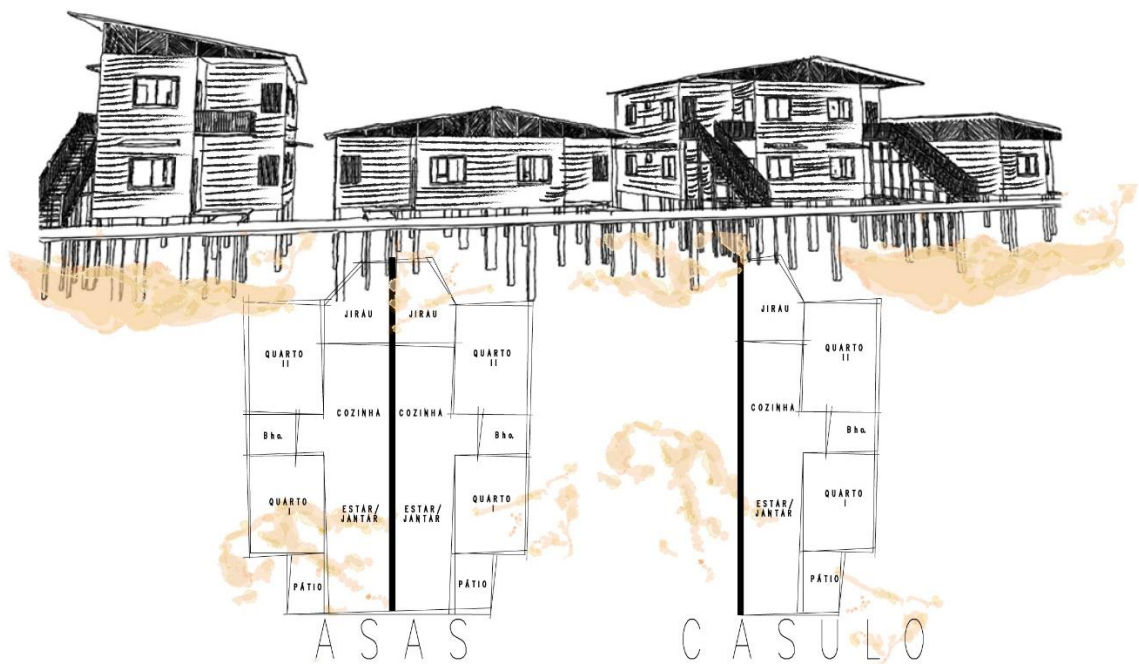 JIRAU
JIRAU
QUARTO
II
QUARTO
II
COZINHA
COZINHA
Bho.
Bho.
QUARTO
I
QUARTO
I
ESTAR/
JANTAR
ESTAR/
JANTAR
PÁTIO
PÁTIO
ASAS
JIRAU
QUARTO
II
COZINHA
Bho.
QUARTO
I
ESTAR/
JANTAR
PÁTIO
CASULO